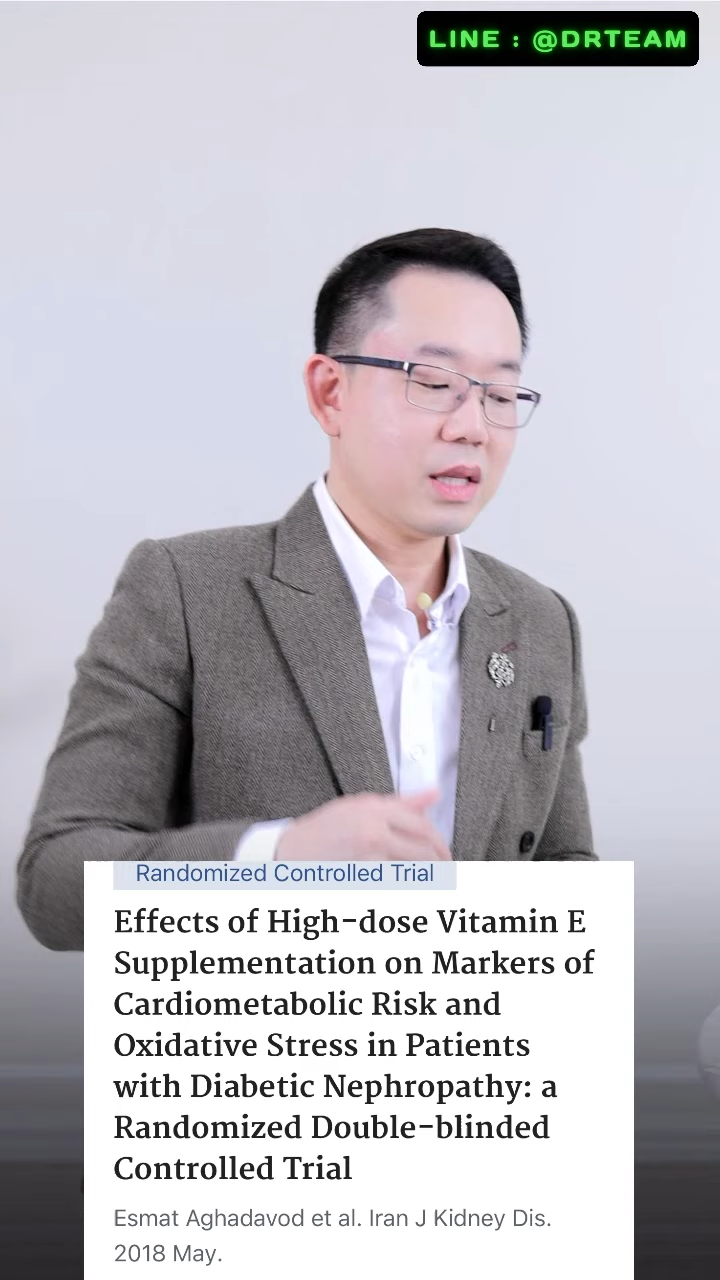 LINE : @DRTEAM
Randomized Controlled Trial
Effects of High-dose Vitamin E
Supplementation on Markers of
Cardiometabolic Risk and
Oxidative Stress in Patients
with Diabetic Nephropathy: a
Randomized Double-blinded
Controlled Trial
Esmat Aghadavod et al. Iran J Kidney Dis.
2018 May.